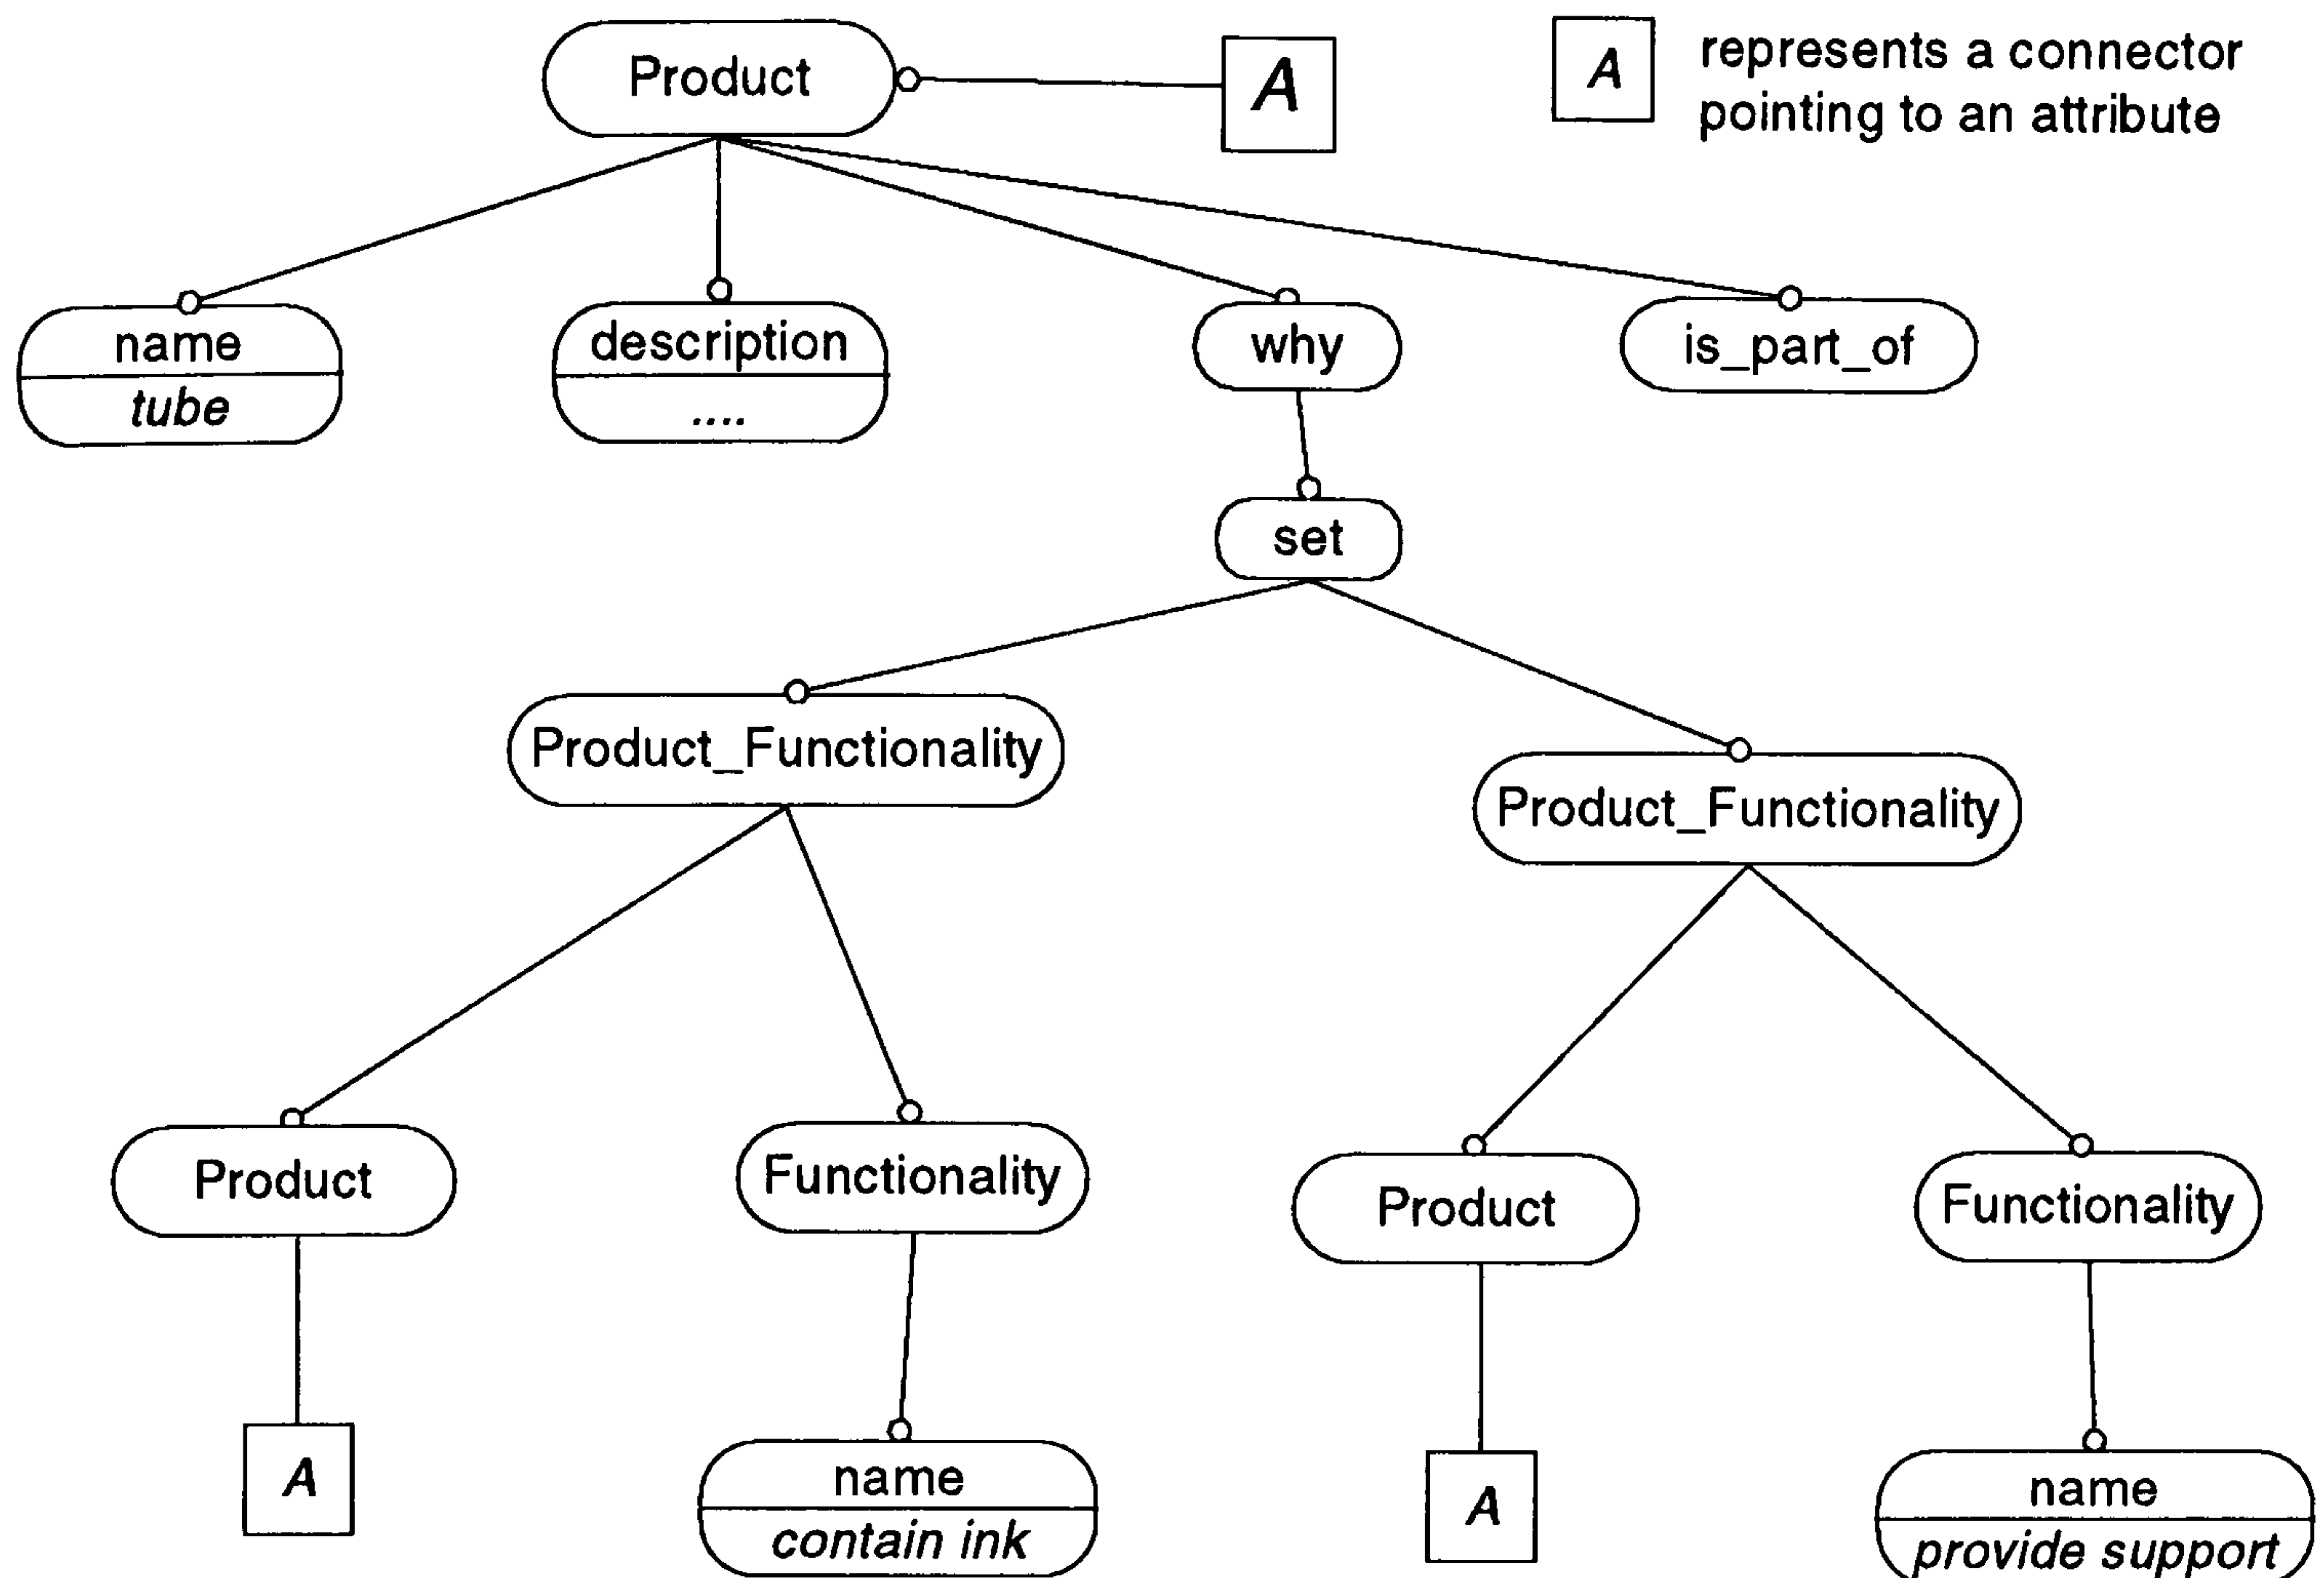 Product
A
A
represents a connector
pointing to an attribute
name
tube
description
....
why
is_part_of
set
Product_Functionality
Product_Functionality
Product
Functionality
Product
Functionality
A
name
contain ink
A
name
provide support